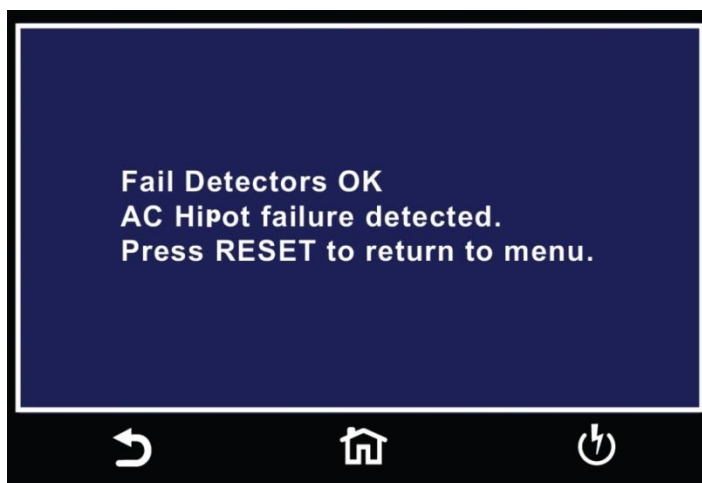 Fail Detectors OK
AC Hipot failure detected.
Press RESET to return to menu.